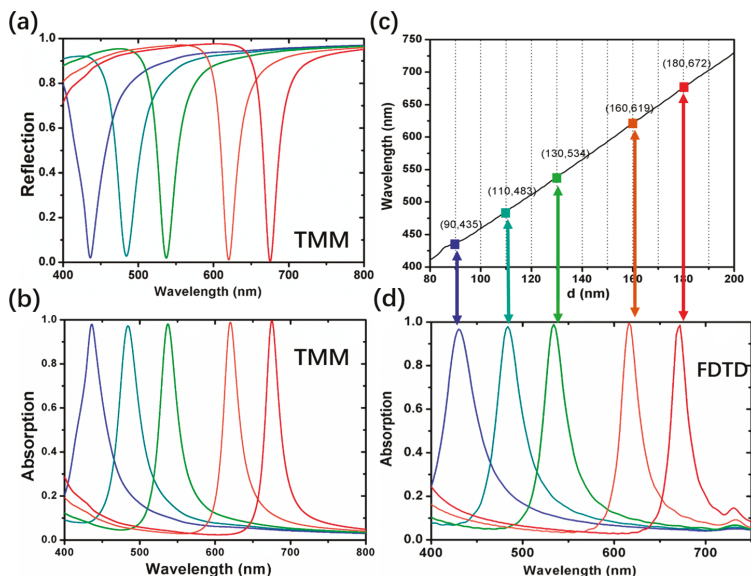 (a)
1.0
0.8
0.6
0.4
0.2
0.0
Reflection
400 500 600 700 800
Wavelength (nm)
TMM
(c)
750
700
650
600
550
500
450
400
Wavelength (nm)
(90,435)
(110,483)
(130,534)
(160,619)
(180,672)
80 100 120 140 160 180 200
d (nm)
(b)
1.0
0.8
0.6
0.4
0.2
0.0
Absorption
400 500 600 700 800
Wavelength (nm)
TMM
(d)
1.0
0.8
0.6
0.4
0.2
0.0
Absorption
400 500 600 700
Wavelength (nm)
FDTD